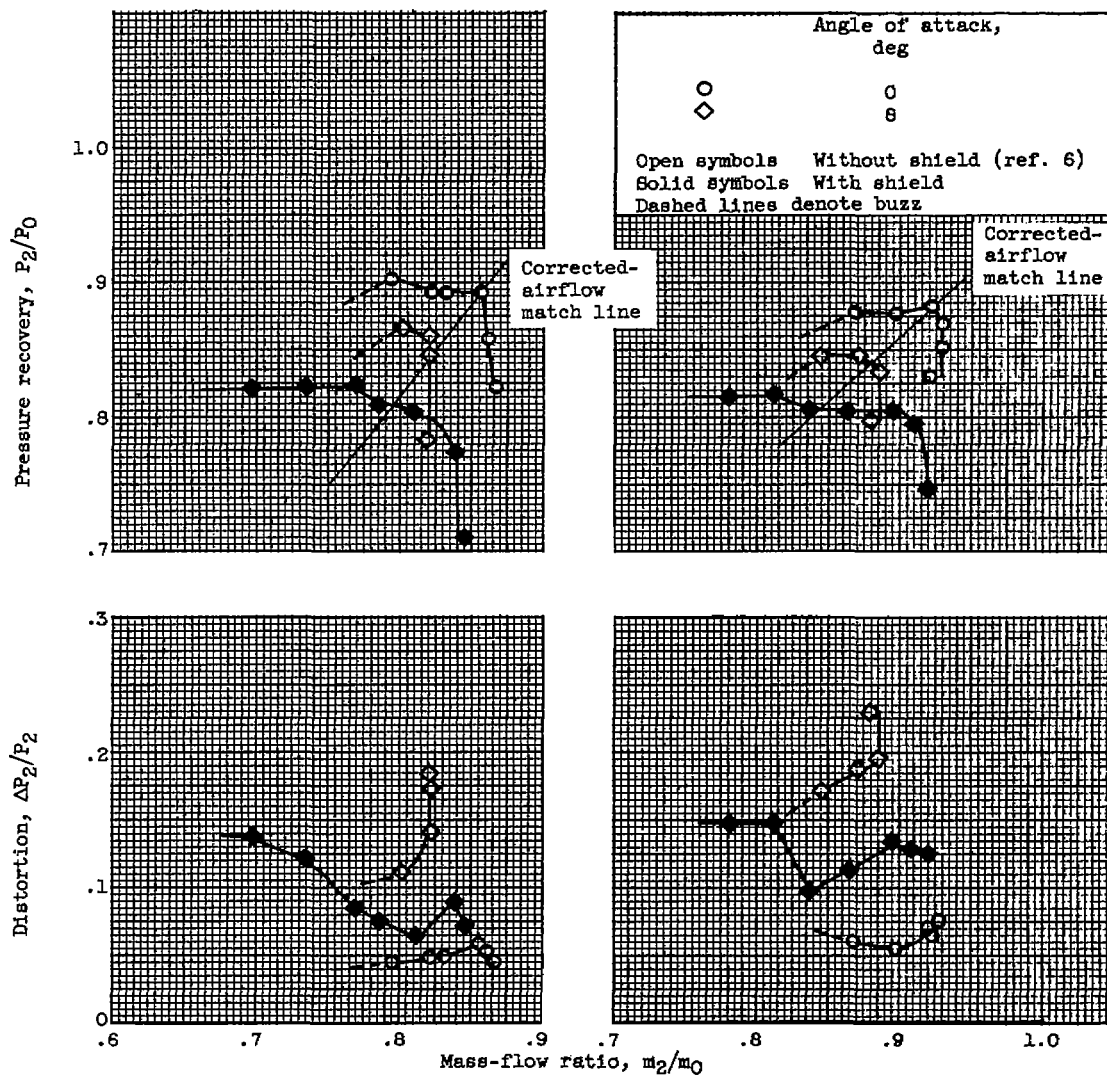 Angle of attack,
deg
0
8
Open symbols Without shield (ref. 6)
Solid symbols With shield
Dashed lines denote buzz
1.0
.9
.8
.7
Pressure recovery, P2/P0
Corrected-
airflow
match line
Corrected-
airflow
match line
.3
.2
.1
0
Distortion, ΔP2/P2
.6 .7 .8 .9
.7 .8 .9 1.0
Mass-flow ratio, m2/m0